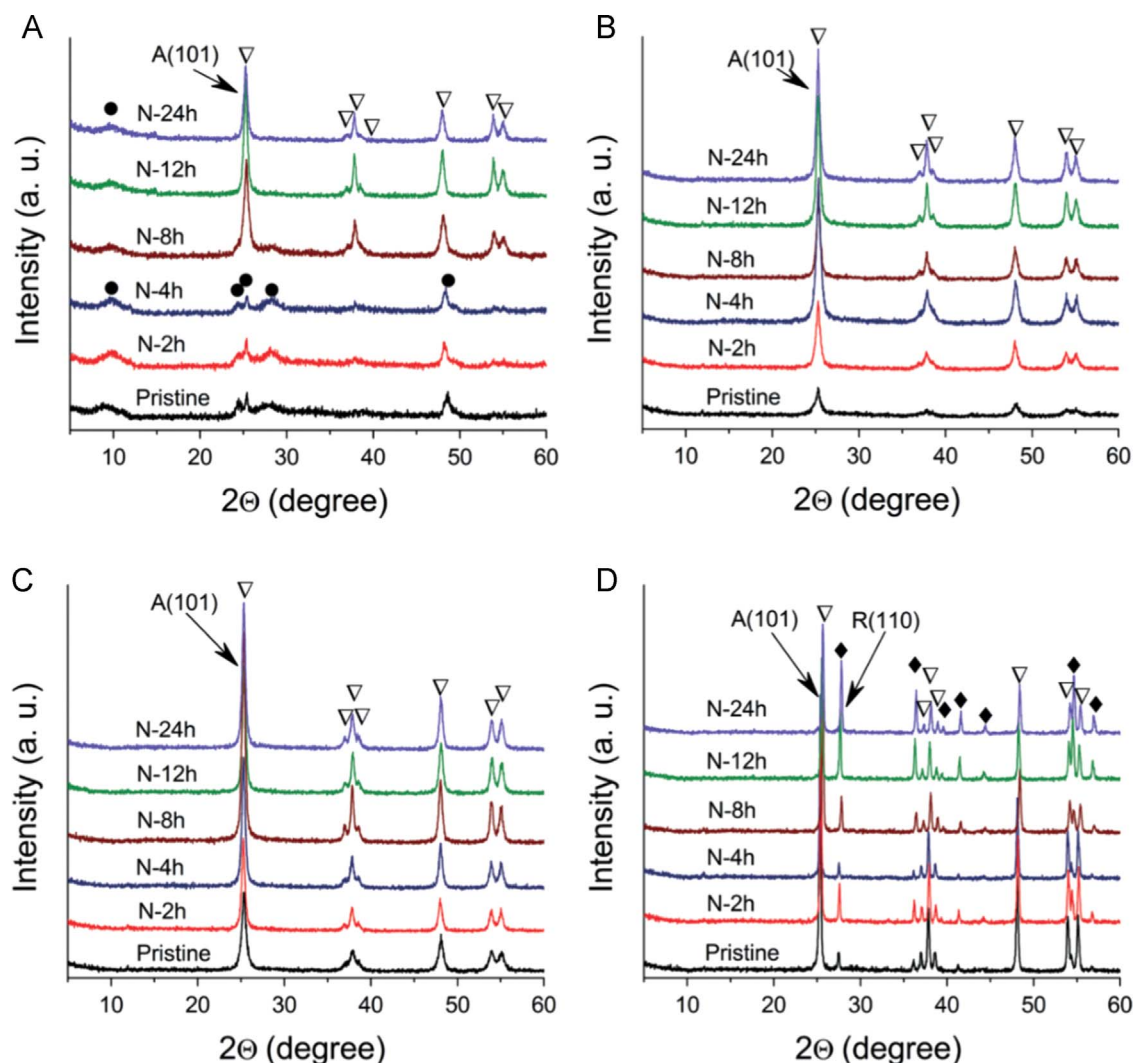 A
A(101)
N-24h
N-12h
N-8h
N-4h
N-2h
Pristine
Intensity (a. u.)
10 20 30 40 50 60
2Θ (degree)
B
A(101)
N-24h
N-12h
N-8h
N-4h
N-2h
Pristine
Intensity (a. u.)
10 20 30 40 50 60
2Θ (degree)
C
A(101)
N-24h
N-12h
N-8h
N-4h
N-2h
Pristine
Intensity (a. u.)
10 20 30 40 50 60
2Θ (degree)
D
A(101)
R(110)
N-24h
N-12h
N-8h
N-4h
N-2h
Pristine
Intensity (a. u.)
10 20 30 40 50 60
2Θ (degree)